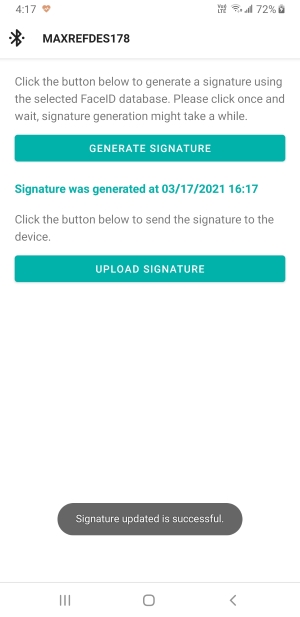 4:17
72%
MAXREFDES178
Click the button below to generate a signature using
the selected FaceID database. Please click once and
wait, signature generation might take a while.
GENERATE SIGNATURE
Signature was generated at 03/17/2021 16:17
Click the button below to send the signature to the
device.
UPLOAD SIGNATURE
Signature updated is successful.